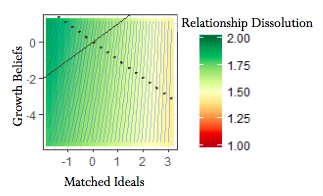 Relationship Dissolution
2.00
1.75
1.50
1.25
1.00
Growth Beliefs
0
-2
-4
-1 0 1 2 3
Matched Ideals